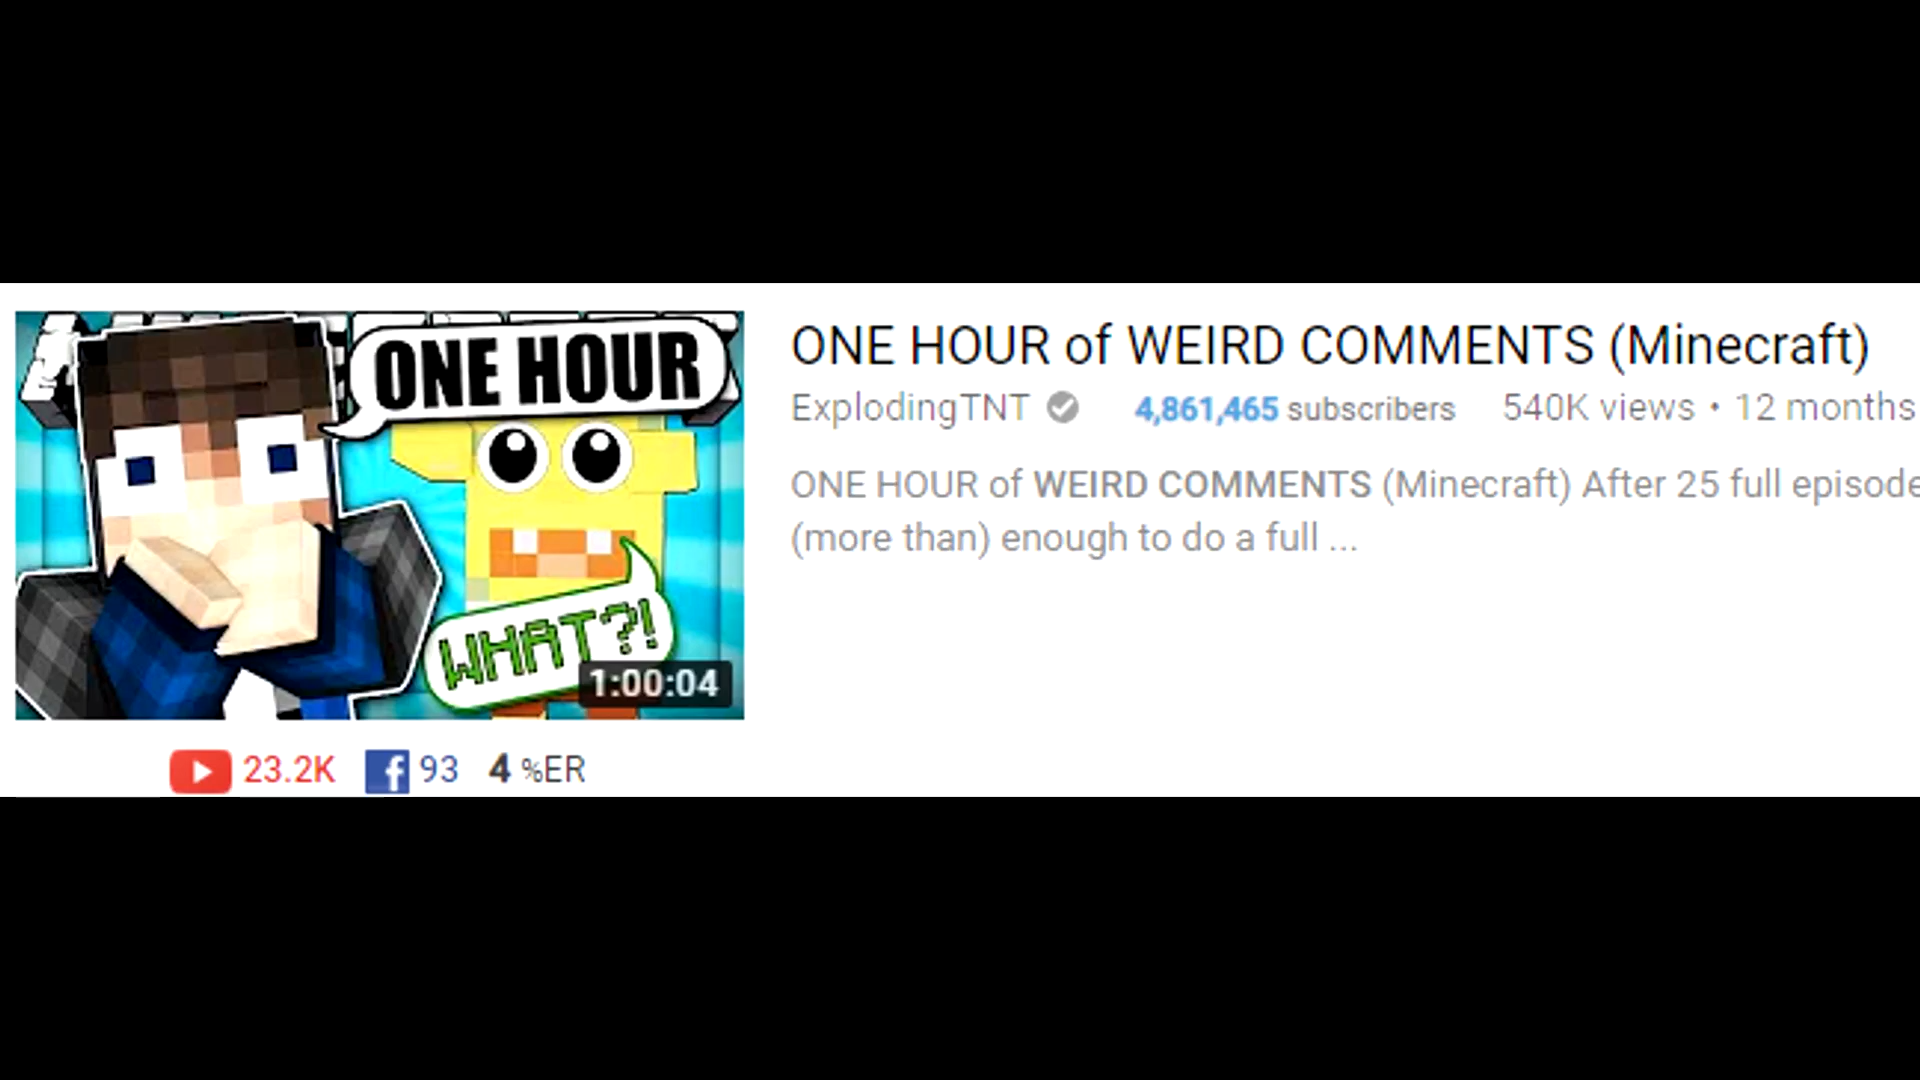 ONE HOUR
WHAT?!
1:00:04
23.2K 93 4 %ER
ONE HOUR of WEIRD COMMENTS (Minecraft)
ExplodingTNT 4,861,465 subscribers 540K views • 12 months
ONE HOUR of WEIRD COMMENTS (Minecraft) After 25 full episode
(more than) enough to do a full ...